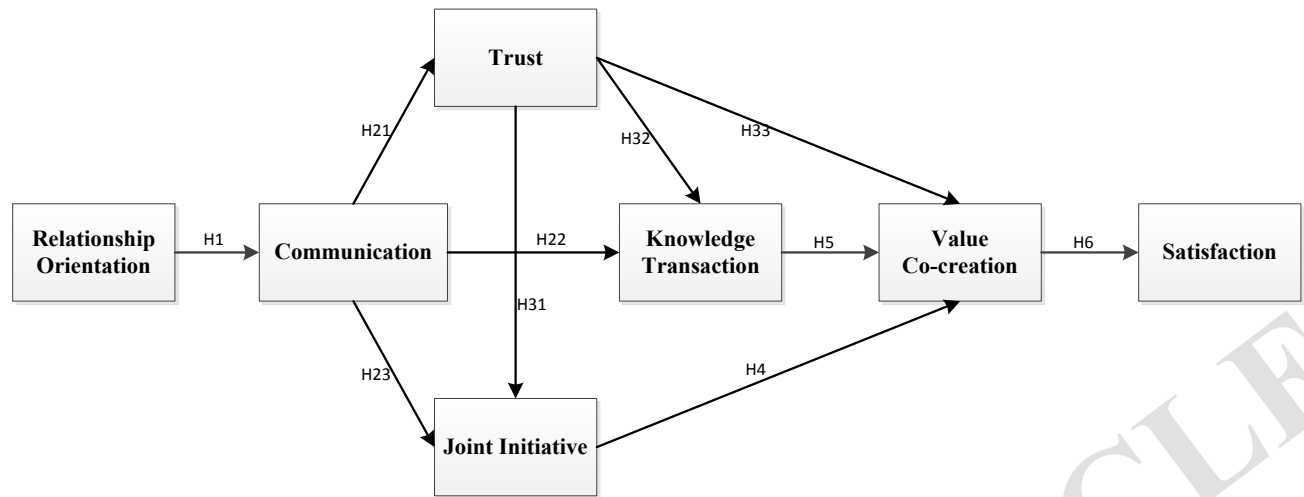 Trust
H21
H32
H33
Relationship
Orientation
H1
Communication
H22
Knowledge
Transaction
H5
Value
Co-creation
H6
Satisfaction
H31
H23
H4
Joint Initiative
CLE